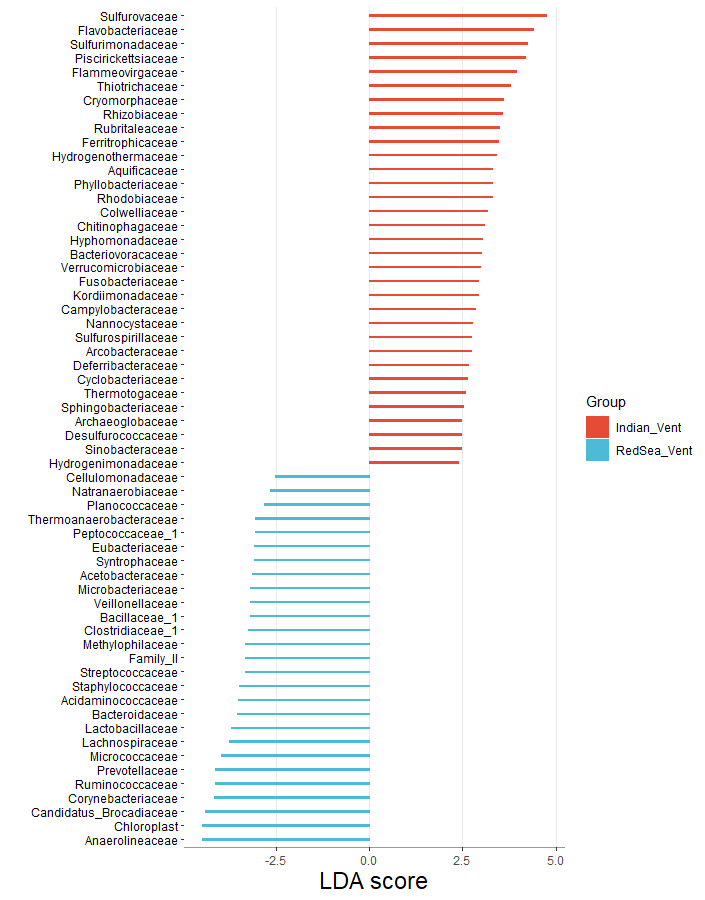 Sulfurovaceae
Flavobacteriaceae
Sulfurimonadaceae
Piscirickettsiaceae
Flammeovirgaceae
Thiotrichaceae
Cryomorphaceae
Rhizobiaceae
Rubritaleaceae
Ferritrophicaceae
Hydrogenothermaceae
Aquificaceae
Phyllobacteriaceae
Rhodobiaceae
Colwelliaceae
Chitinophagaceae
Hyphomonadaceae
Bacteriovoracaceae
Verrucomicrobiaceae
Fusobacteriaceae
Kordiimonadaceae
Campylobacteraceae
Nannocystaceae
Sulfurospirillaceae
Arcobacteraceae
Deferribacteraceae
Cyclobacteriaceae
Thermotogaceae
Sphingobacteriaceae
Archaeoglobaceae
Desulfurococcaceae
Sinobacteraceae
Hydrogenimonadaceae
Cellulomonadaceae
Natranaerobiaceae
Planococcaceae
Thermoanaerobacteraceae
Peptococcaceae_1
Eubacteriaceae
Syntrophaceae
Acetobacteraceae
Microbacteriaceae
Veillonellaceae
Bacillaceae_1
Clostridiaceae_1
Methylophilaceae
Family_II
Streptococcaceae
Staphylococcaceae
Acidaminococcaceae
Bacteroidaceae
Lactobacillaceae
Lachnospiraceae
Micrococcaceae
Prevotellaceae
Ruminococcaceae
Corynebacteriaceae
Candidatus_Brocadiaceae
Chloroplast
Anaerolineaceae
-2.5 0.0 2.5 5.0
LDA score
Group
Indian_Vent
RedSea_Vent